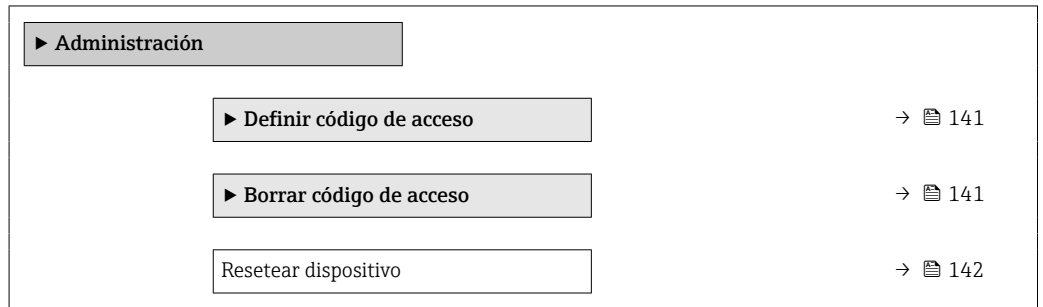 ▶ Administración
▶ Definir código de acceso → 141
▶ Borrar código de acceso → 141
Resetear dispositivo → 142